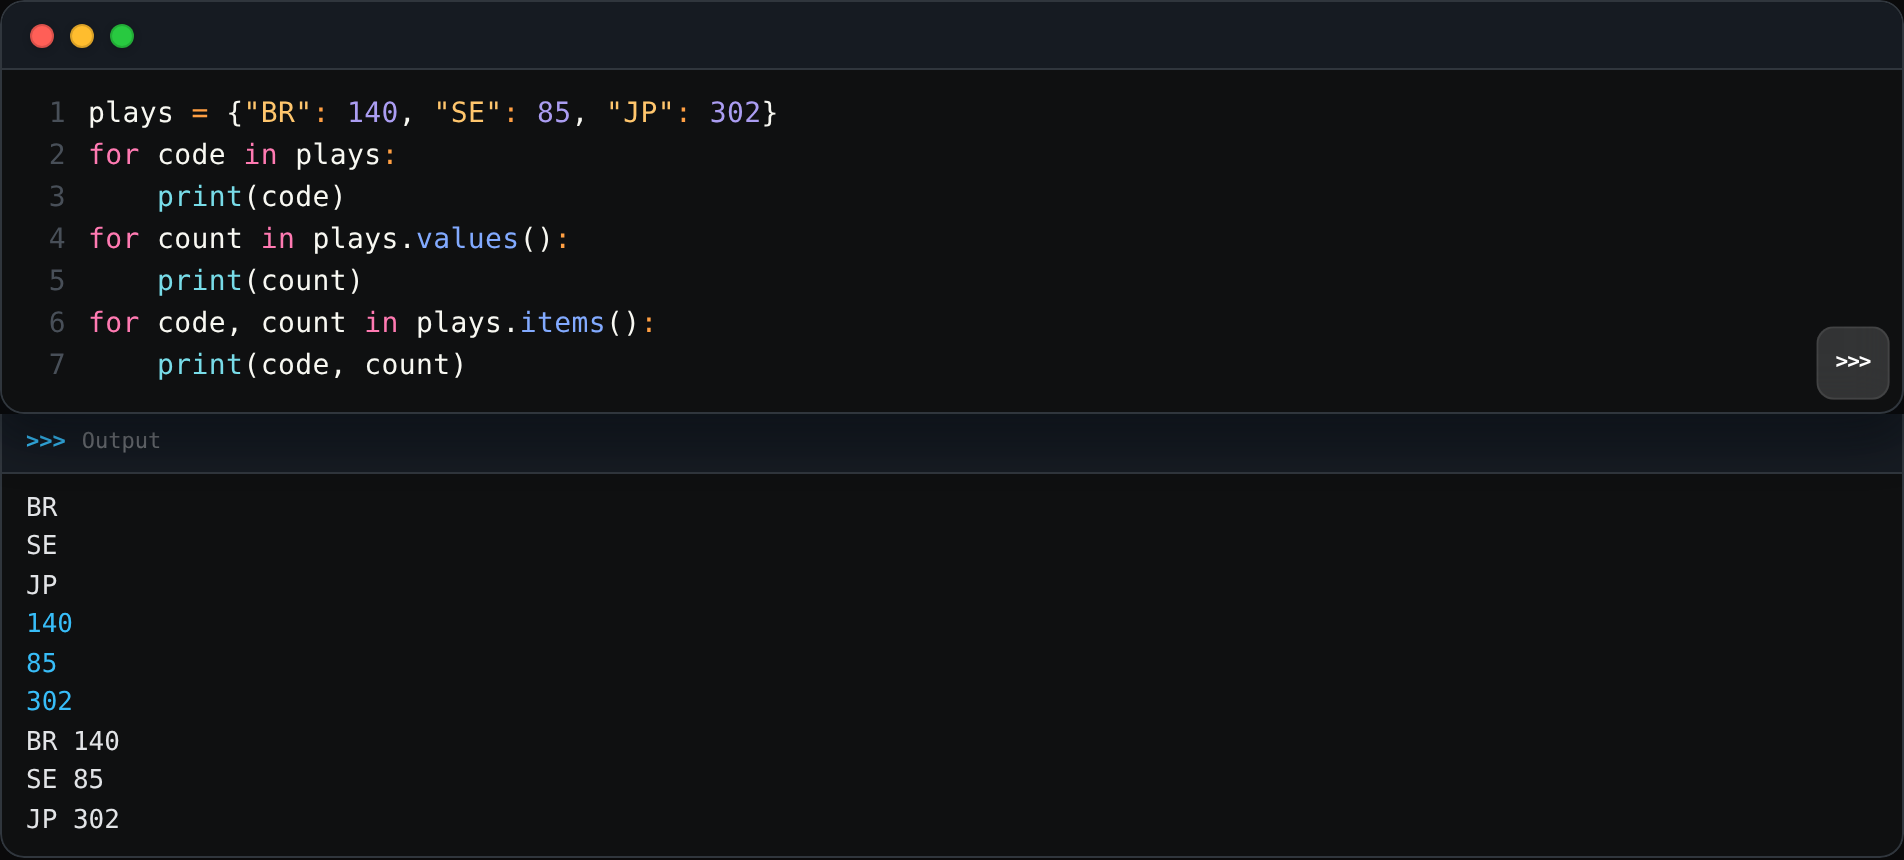 1 plays = {"BR": 140, "SE": 85, "JP": 302}
2 for code in plays:
3     print(code)
4 for count in plays.values():
5     print(count)
6 for code, count in plays.items():
7     print(code, count)
>>>
>>> Output
BR
SE
JP
140
85
302
BR 140
SE 85
JP 302